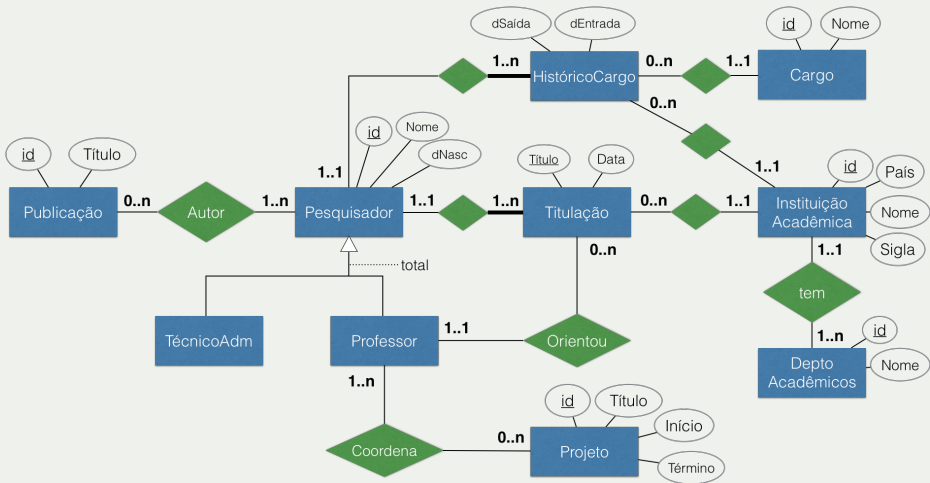 dSaída
dEntrada
id
Nome
1..n
HistóricoCargo
0..n
1..1
Cargo
0..n
id
Título
id
Nome
dNasc
1..1
Título
Data
1..1
id
País
Publicação
0..n
Autor
1..n
Pesquisador
1..1
1..n
Titulação
0..n
1..1
Instituição
Acadêmica
Nome
Sigla
total
0..n
1..1
tem
TécnicoAdm
Professor
1..1
Orientou
1..n
id
Depto
Acadêmicos
Nome
1..n
id
Título
Início
Coordena
0..n
Projeto
Término